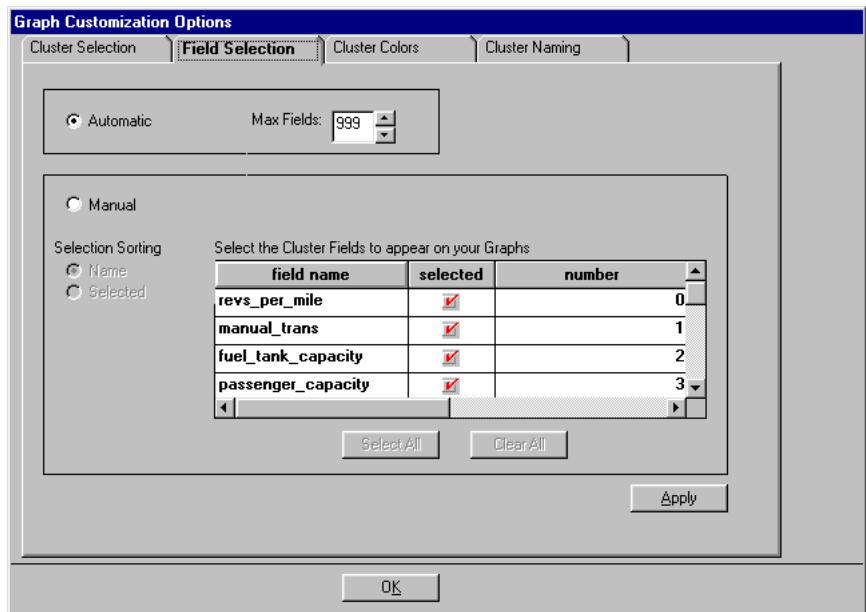 Graph Customization Options
Cluster Selection Field Selection Cluster Colors Cluster Naming
Automatic Max Fields: 999
Manual
Selection Sorting Select the Cluster Fields to appear on your Graphs
Name
Selected
field name selected number
revs_per_mile 0
manual_trans 1
fuel_tank_capacity 2
passenger_capacity 3
Select All Clear All
Apply
OK